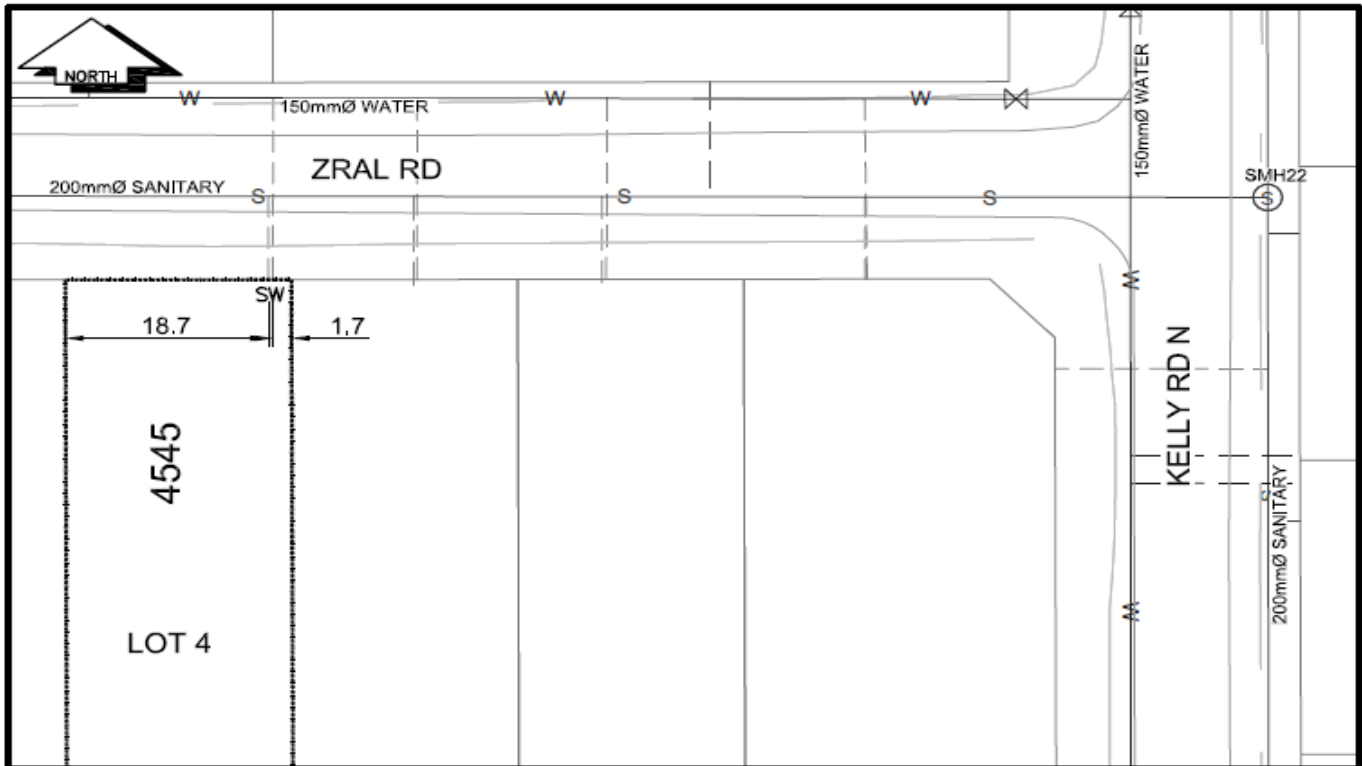 NORTH
W
150mmØ WATER
W
W
150mmØ WATER
ZRAL RD
200mmØ SANITARY
S
S
S
SMH22
S
SW
18.7
1.7
W
KELLY RD N
4545
S
200mmØ SANITARY
W
LOT 4